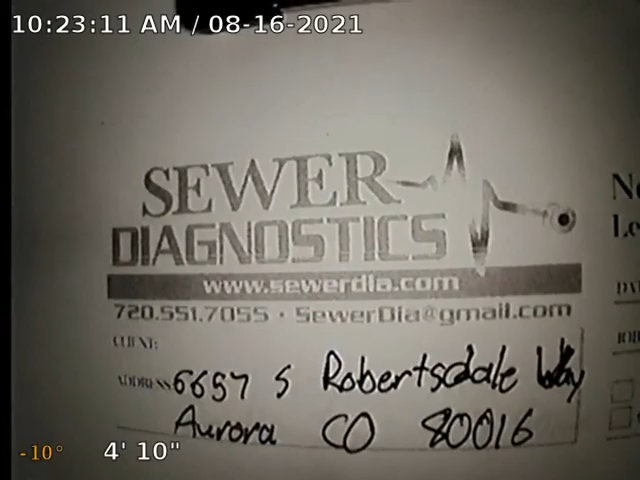 10:23:11 AM / 08-16-2021
SEWER
DIAGNOSTICS
www.sewerdia.com
720.551.7055 · SewerDia@gmail.com
CLIENT:
ADDRESS 6657 S Robertsdale Way
Aurora CO 80016
-10° 4' 10"